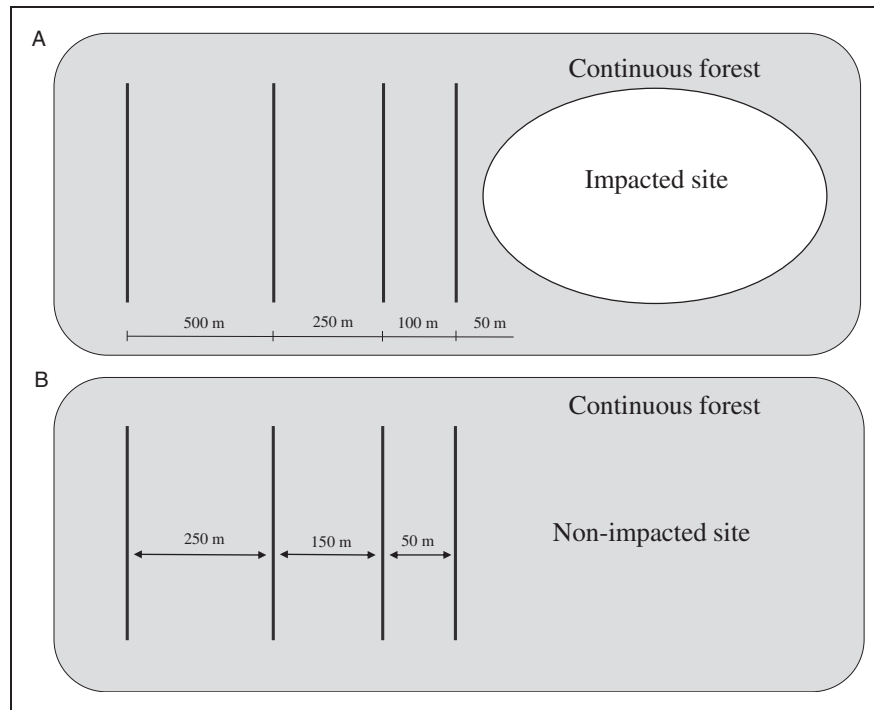 A
Continuous forest
Impacted site
500 m 250 m 100 m 50 m
B
Continuous forest
Non-impacted site
250 m 150 m 50 m